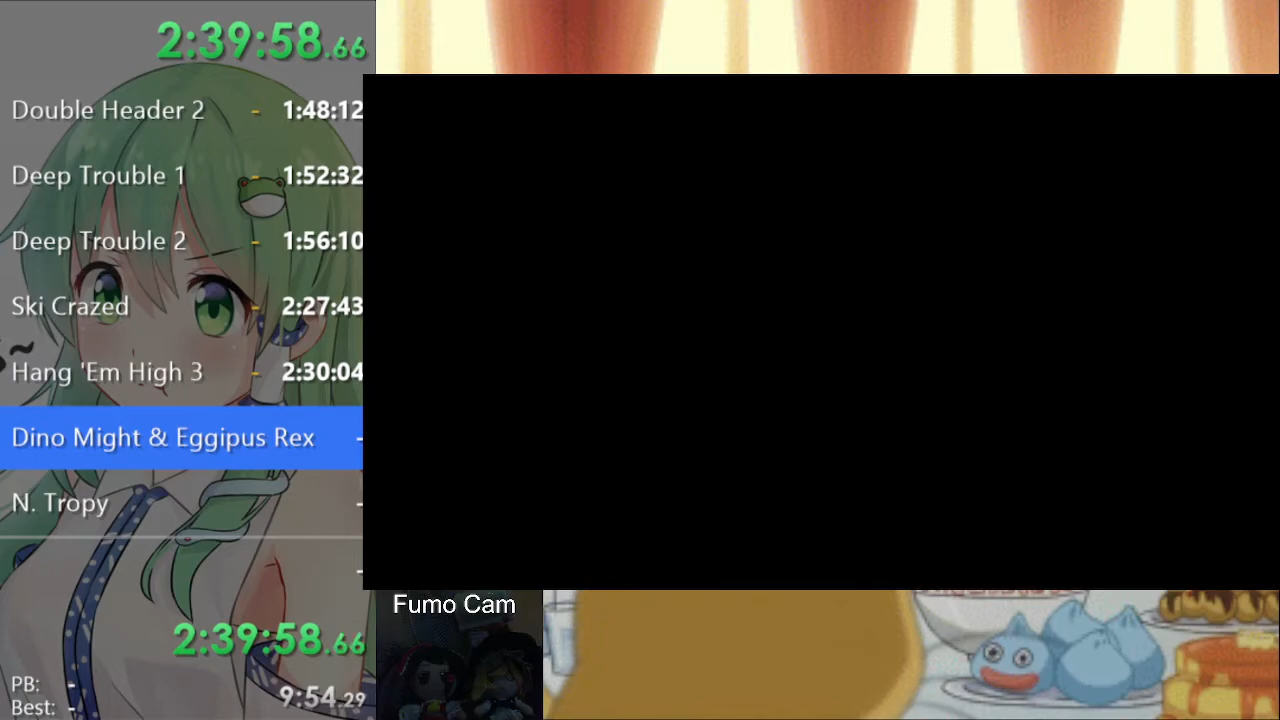 2:39:58.66
Double Header 2 - 1:48:12
Deep Trouble 1 - 1:52:32
Deep Trouble 2 - 1:56:10
Ski Crazed - 2:27:43
Hang 'Em High 3 - 2:30:04
Dino Might & Eggipus Rex -
N. Tropy -
-
2:39:58.66
PB: - 9:54.29
Best: -
Fumo Cam